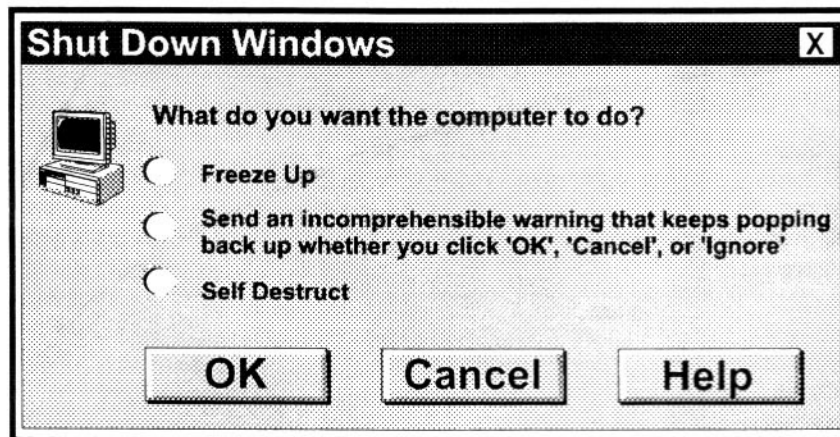 Shut Down Windows X
What do you want the computer to do?
Freeze Up
Send an incomprehensible warning that keeps popping
back up whether you click 'OK', 'Cancel', or 'Ignore'
Self Destruct
OK Cancel Help